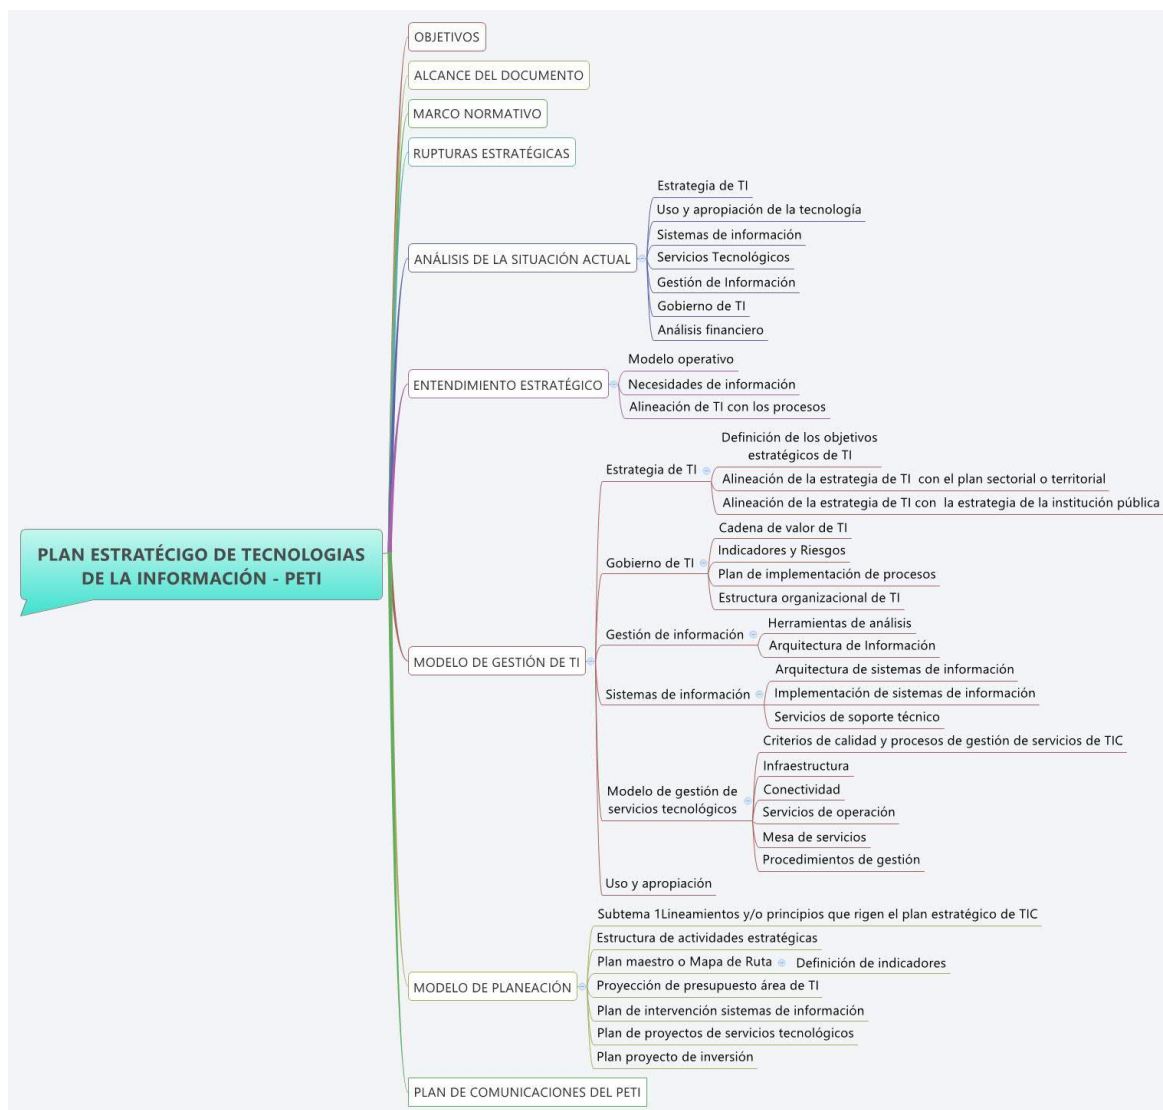 OBJETIVOS
ALCANCE DEL DOCUMENTO
MARCO NORMATIVO
RUPTURAS ESTRATÉGICAS
ANÁLISIS DE LA SITUACIÓN ACTUAL
Estrategia de TI
Uso y apropiación de la tecnología
Sistemas de información
Servicios Tecnológicos
Gestión de Información
Gobierno de TI
Análisis financiero
ENTENDIMIENTO ESTRATÉGICO
Modelo operativo
Necesidades de información
Alineación de TI con los procesos
PLAN ESTRATÉCIGO DE TECNOLOGIAS
DE LA INFORMACIÓN - PETI
MODELO DE GESTIÓN DE TI
Estrategia de TI
Definición de los objetivos
estratégicos de TI
Alineación de la estrategia de TI con el plan sectorial o territorial
Alineación de la estrategia de TI con la estrategia de la institución pública
Gobierno de TI
Cadena de valor de TI
Indicadores y Riesgos
Plan de implementación de procesos
Estructura organizacional de TI
Gestión de información
Herramientas de análisis
Arquitectura de Información
Sistemas de información
Arquitectura de sistemas de información
Implementación de sistemas de información
Servicios de soporte técnico
Modelo de gestión de
servicios tecnológicos
Criterios de calidad y procesos de gestión de servicios de TIC
Infraestructura
Conectividad
Servicios de operación
Mesa de servicios
Procedimientos de gestión
Uso y apropiación
MODELO DE PLANEACIÓN
Subtema 1Lineamientos y/o principios que rigen el plan estratégico de TIC
Estructura de actividades estratégicas
Plan maestro o Mapa de Ruta
Definición de indicadores
Proyección de presupuesto área de TI
Plan de intervención sistemas de información
Plan de proyectos de servicios tecnológicos
Plan proyecto de inversión
PLAN DE COMUNICACIONES DEL PETI